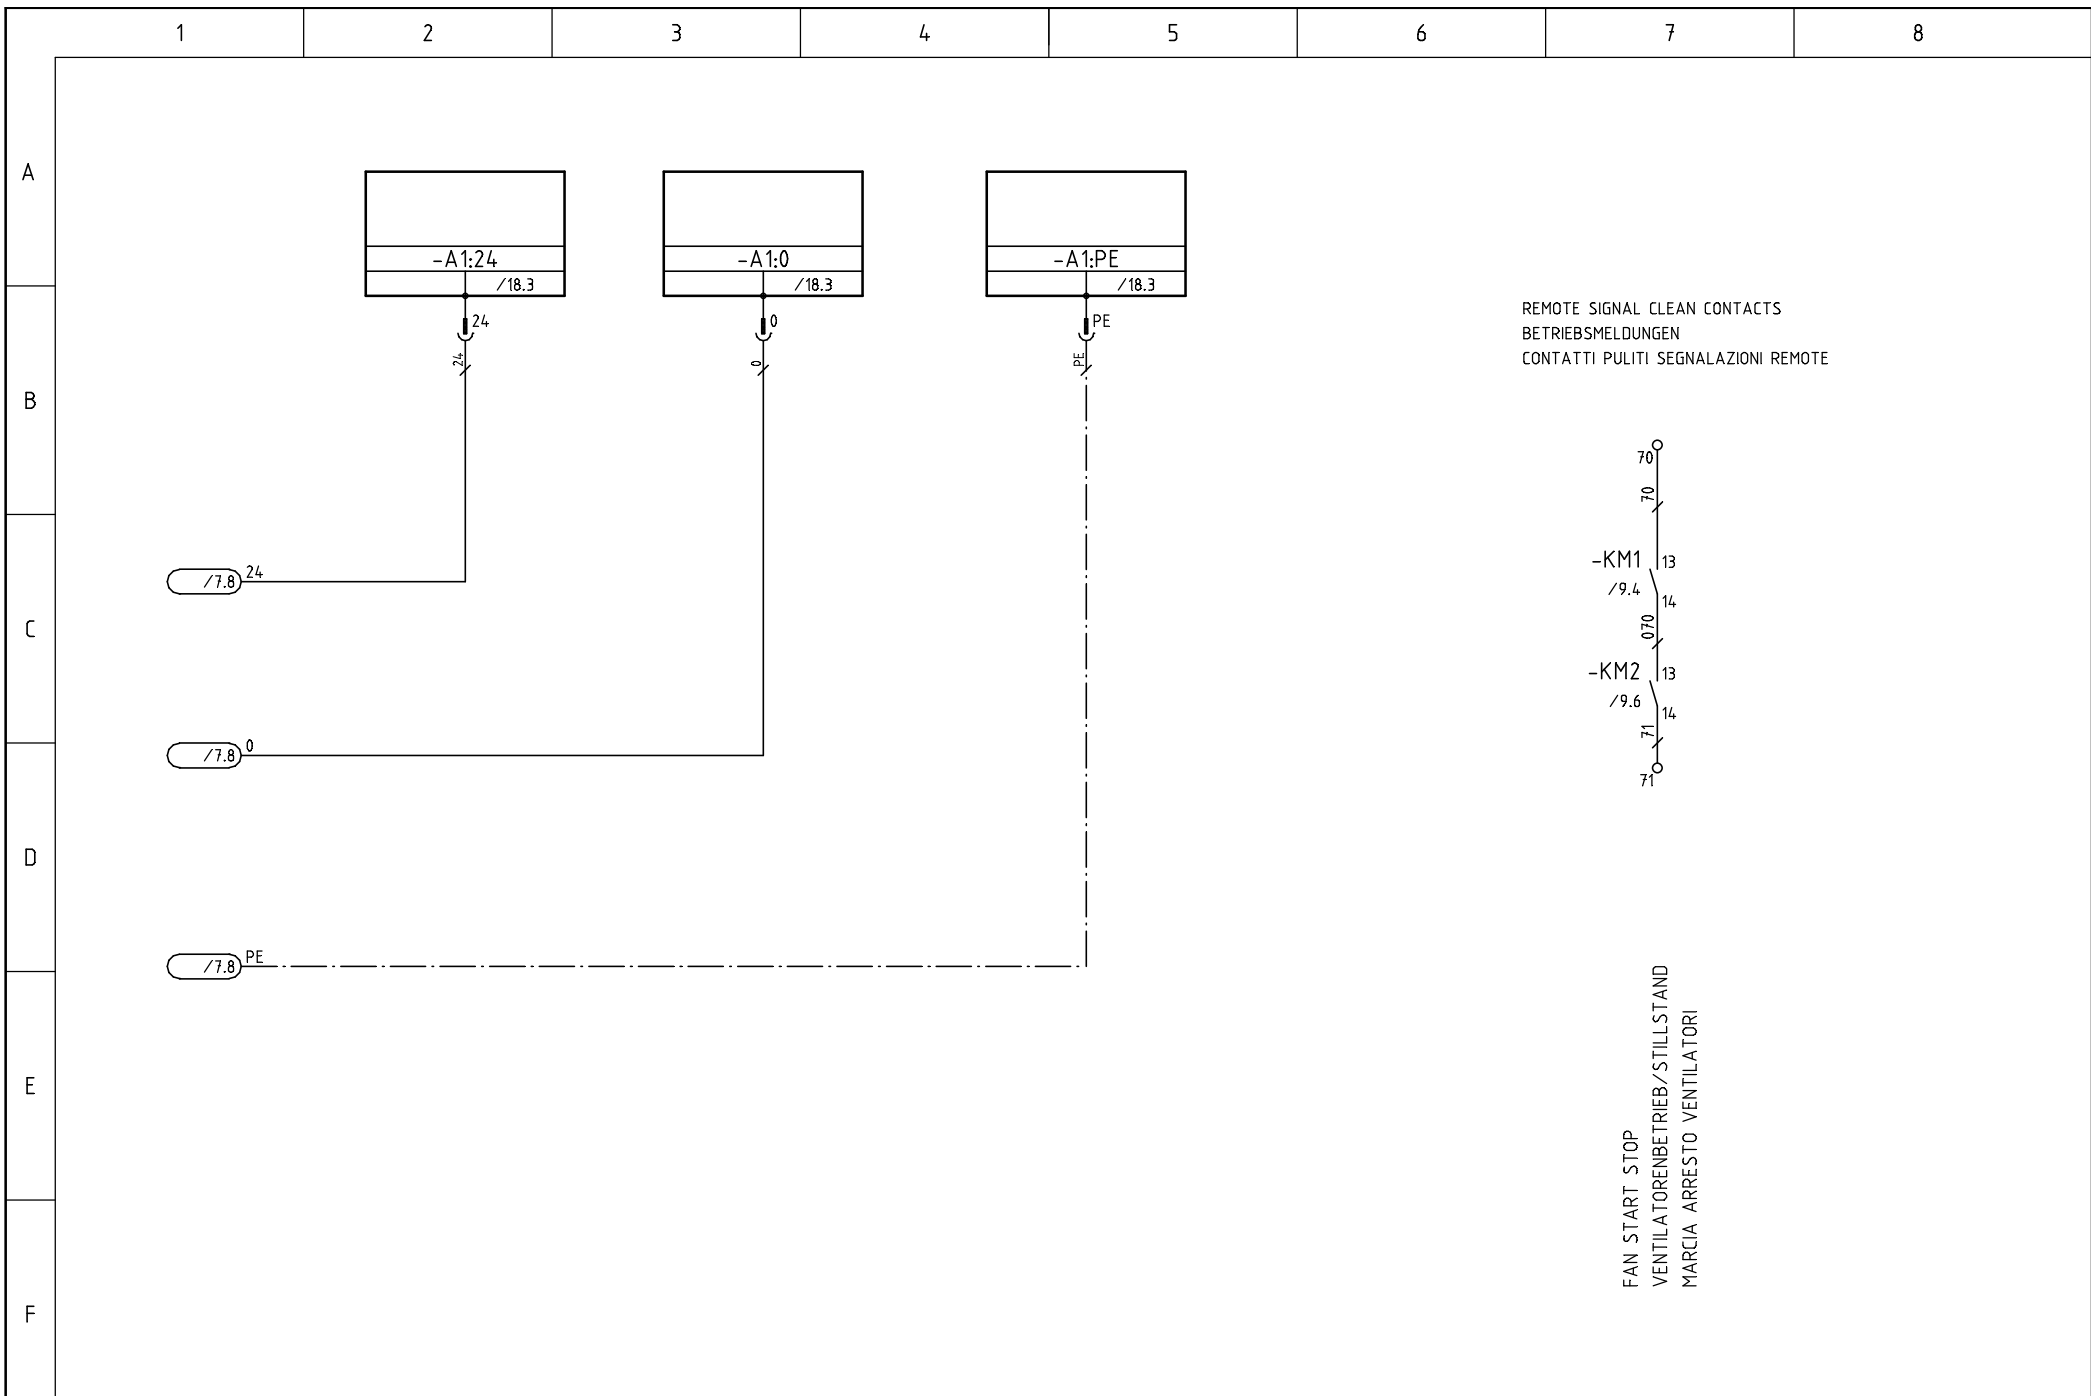 1 2 3 4 5 6 7 8
A
-A1:24 -A1:0 -A1:PE
/18.3 /18.3 /18.3
24 0 PE
24 0 PE
REMOTE SIGNAL CLEAN CONTACTS
BETRIEBSMELDUNGEN
CONTATTI PULITI SEGNALAZIONI REMOTE
B
70
70
-KM1 13
/9.4 14
/7.8 24
C
070
-KM2 13
/9.6 14
71
71
/7.8 0
D
/7.8 PE
E
FAN START STOP
VENTILATORENBETRIEB/STILLSTAND
MARCIA ARRESTO VENTILATORI
F